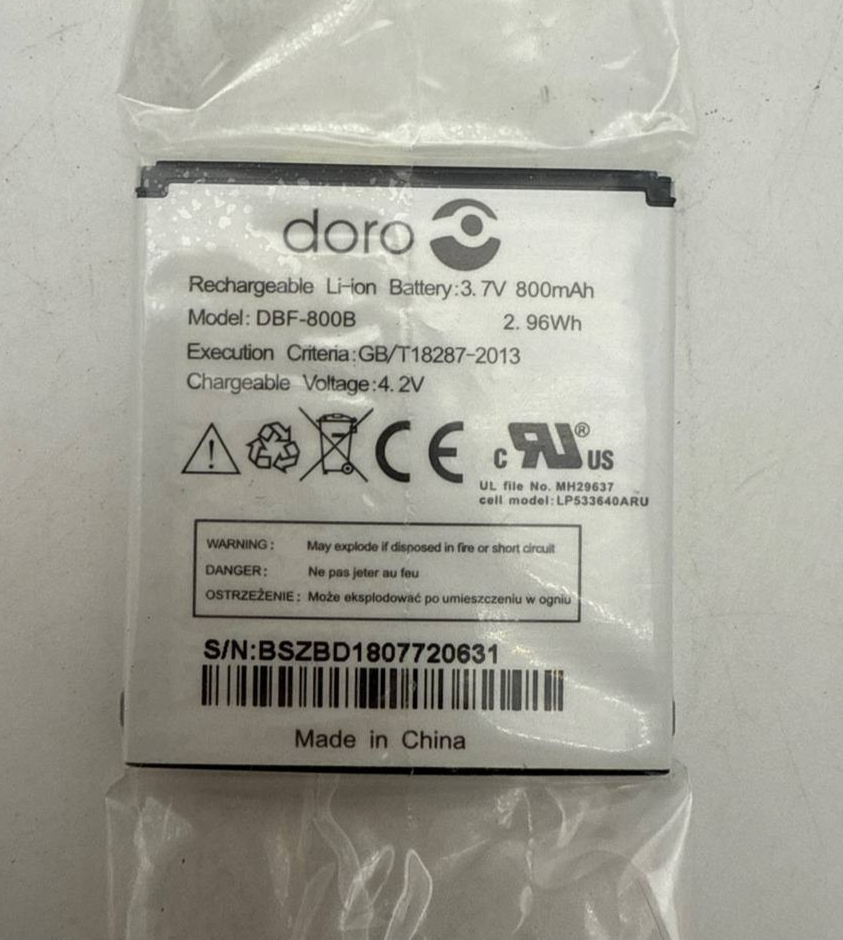 doro
Rechargeable Li-ion Battery:3.7V 800mAh
Model: DBF-800B 2.96Wh
Execution Criteria:GB/T18287-2013
Chargeable Voltage:4.2V
CE c RU® US
UL file No. MH29637
cell model:LP533640ARU
WARNING: May explode if disposed in fire or short circuit
DANGER: Ne pas jeter au feu
OSTRZEŻENIE: Może eksplodować po umieszczeniu w ogniu
S/N:BSZBD1807720631
Made in China